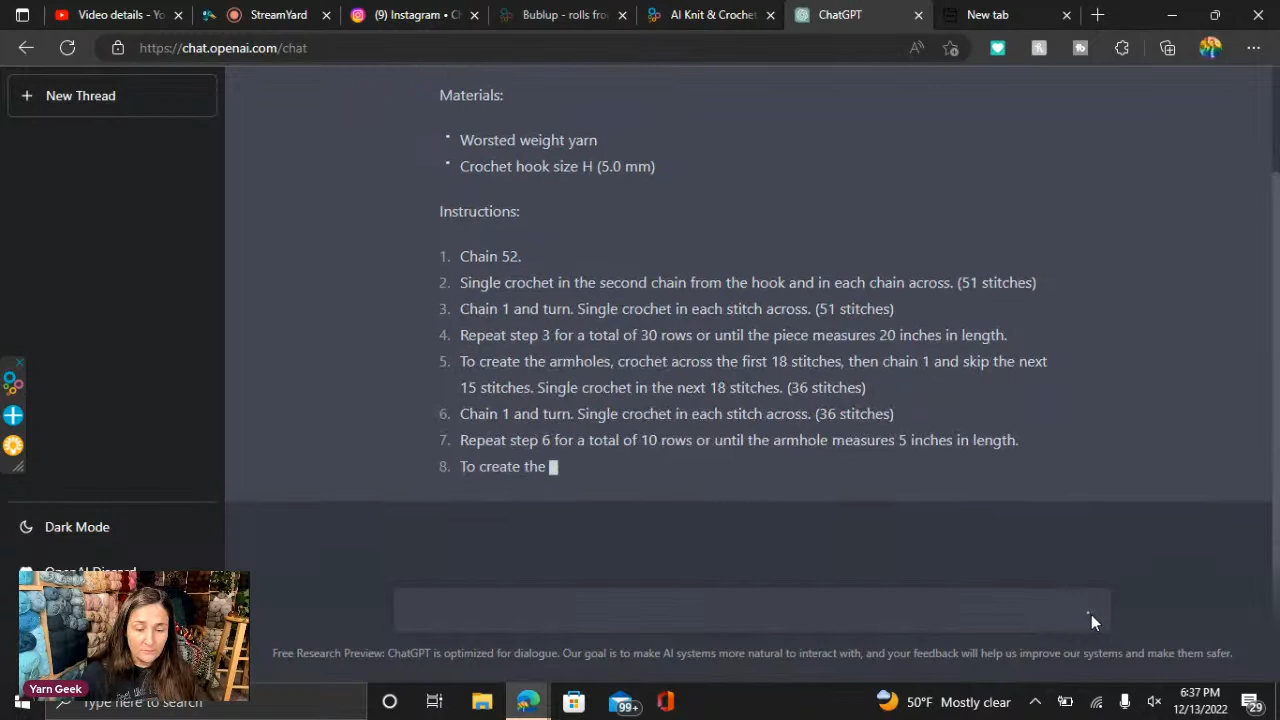 Video details - Y
StreamYard
(9) Instagram • C
Bublup - rolls fro
AI Knit & Croche
ChatGPT
New tab
https://chat.openai.com/chat
New Thread
Materials:
• Worsted weight yarn
• Crochet hook size H (5.0 mm)
Instructions:
1. Chain 52.
2. Single crochet in the second chain from the hook and in each chain across. (51 stitches)
3. Chain 1 and turn. Single crochet in each stitch across. (51 stitches)
4. Repeat step 3 for a total of 30 rows or until the piece measures 20 inches in length.
5. To create the armholes, crochet across the first 18 stitches, then chain 1 and skip the next
15 stitches. Single crochet in the next 18 stitches. (36 stitches)
6. Chain 1 and turn. Single crochet in each stitch across. (36 stitches)
7. Repeat step 6 for a total of 10 rows or until the armhole measures 5 inches in length.
8. To create the
Dark Mode
OpenAI Discord
Free Research Preview: ChatGPT is optimized for dialogue. Our goal is to make AI systems more natural to interact with, and your feedback will help us improve our systems and make them safer.
Yarn Geek
Type here to search
99+
50°F Mostly clear
6:37 PM
12/13/2022
29